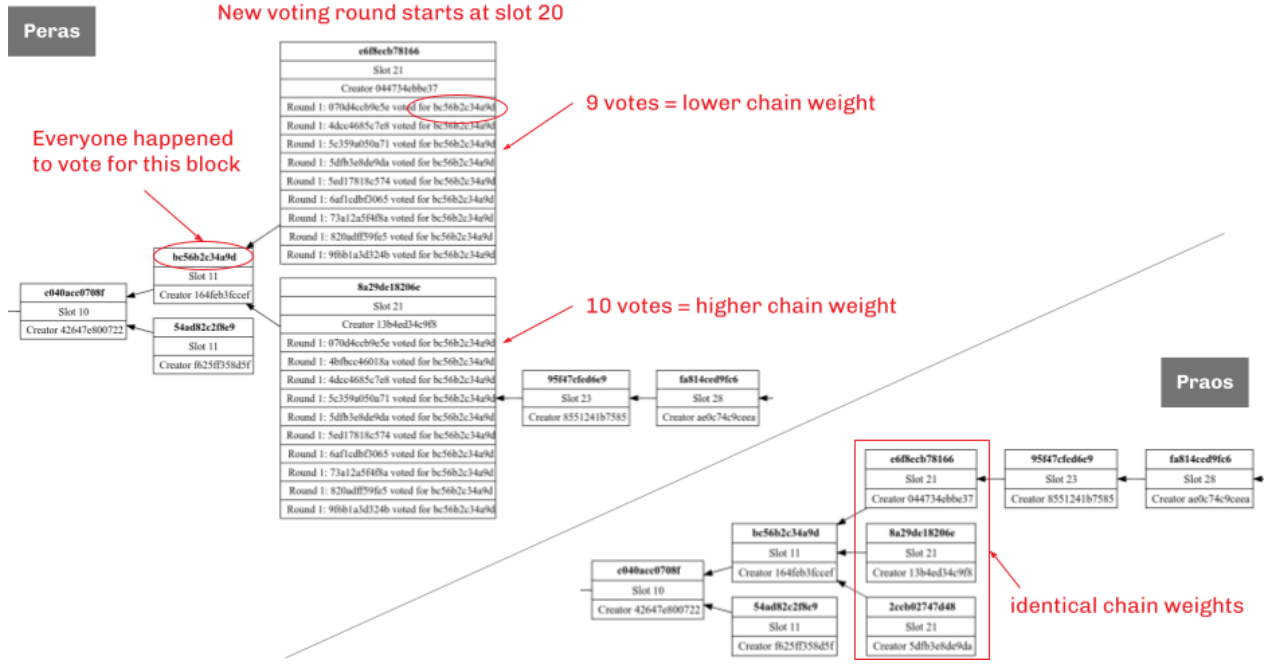 Peras
New voting round starts at slot 20
e6f8ecb78166
Slot 21
Creator 044734ebbe37
Round 1: 070d4ccb9e5e voted for bc56b2c34a9d
Round 1: 4dcc4685c7e8 voted for bc56b2c34a9d
Round 1: 5c359a050a71 voted for bc56b2c34a9d
Round 1: 5dfb3e8de9da voted for bc56b2c34a9d
Round 1: 5ed17818c574 voted for bc56b2c34a9d
Round 1: 6af1cdbf3065 voted for bc56b2c34a9d
Round 1: 73a12a5f4f8a voted for bc56b2c34a9d
Round 1: 820adff59fe5 voted for bc56b2c34a9d
Round 1: 9f6b1a3d324b voted for bc56b2c34a9d
9 votes = lower chain weight
Everyone happened
to vote for this block
bc56b2c34a9d
Slot 11
Creator 164feb3fccef
c040acc0708f
Slot 10
Creator 42647e800722
54ad82c2f8e9
Slot 11
Creator f625ff358d5f
8a29de18206e
Slot 21
Creator 13b4ed34c9f8
Round 1: 070d4ccb9e5e voted for bc56b2c34a9d
Round 1: 4bfbcc46018a voted for bc56b2c34a9d
Round 1: 4dcc4685c7e8 voted for bc56b2c34a9d
Round 1: 5c359a050a71 voted for bc56b2c34a9d
Round 1: 5dfb3e8de9da voted for bc56b2c34a9d
Round 1: 5ed17818c574 voted for bc56b2c34a9d
Round 1: 6af1cdbf3065 voted for bc56b2c34a9d
Round 1: 73a12a5f4f8a voted for bc56b2c34a9d
Round 1: 820adff59fe5 voted for bc56b2c34a9d
Round 1: 9f6b1a3d324b voted for bc56b2c34a9d
10 votes = higher chain weight
95f47cfed6e9
Slot 23
Creator 8551241b7585
fa814ced9fc6
Slot 28
Creator ae0c74c9ceea
Praos
e6f8ecb78166
Slot 21
Creator 044734ebbe37
95f47cfed6e9
Slot 23
Creator 8551241b7585
fa814ced9fc6
Slot 28
Creator ae0c74c9ceea
bc56b2c34a9d
Slot 11
Creator 164feb3fccef
8a29de18206e
Slot 21
Creator 13b4ed34c9f8
c040acc0708f
Slot 10
Creator 42647e800722
54ad82c2f8e9
Slot 11
Creator f625ff358d5f
2ccb02747d48
Slot 21
Creator 5dfb3e8de9da
identical chain weights